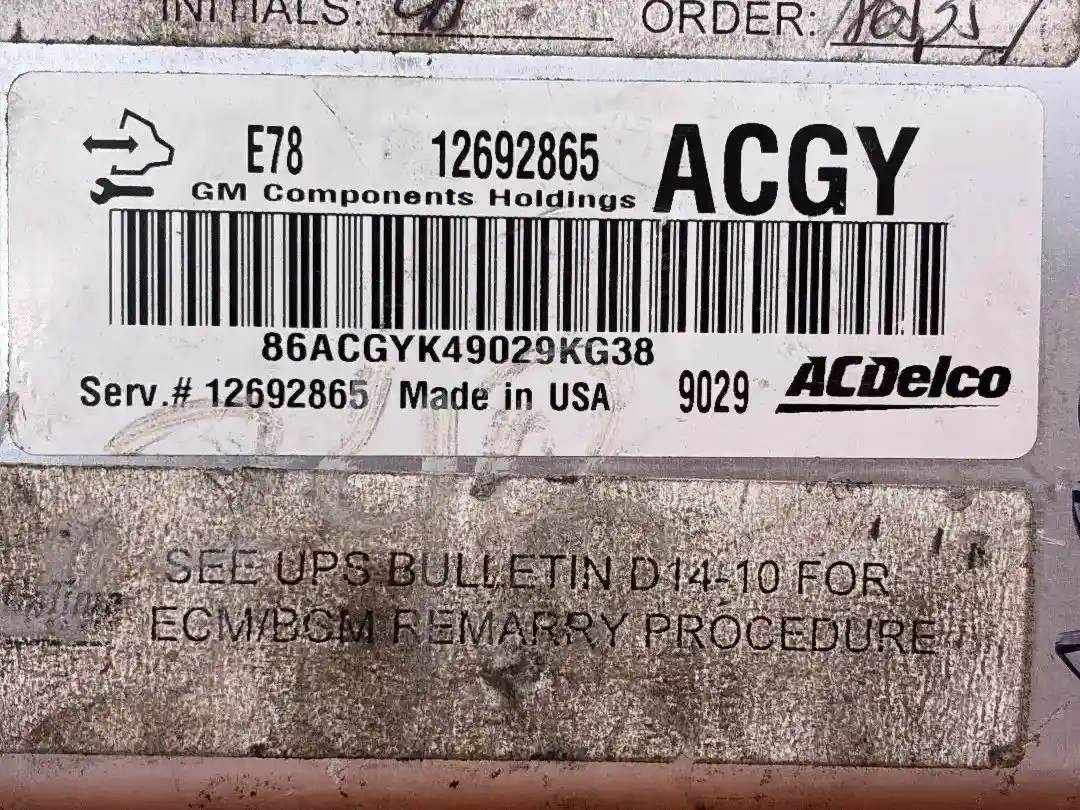 INITIALS: ORDER:
E78 12692865 ACGY
GM Components Holdings
86ACGYK49029KG38
Serv.# 12692865 Made in USA 9029 ACDelco
SEE UPS BULLETIN D14-10 FOR
ECM/BCM REMARRY PROCEDURE